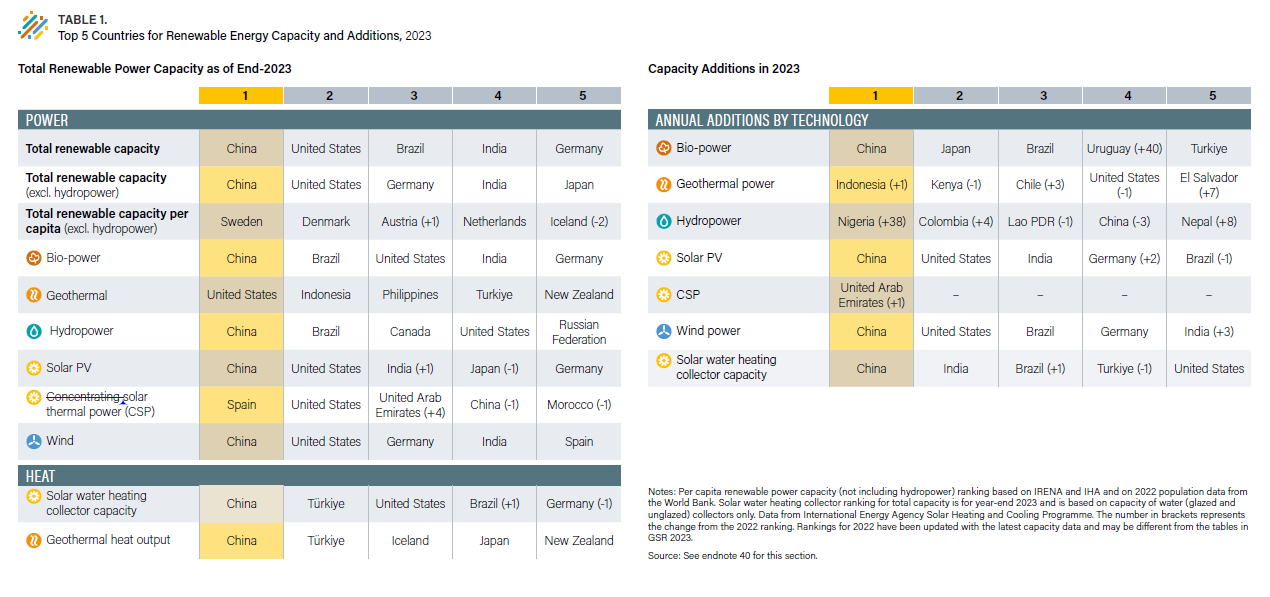 TABLE 1.
Top 5 Countries for Renewable Energy Capacity and Additions, 2023
Total Renewable Power Capacity as of End-2023
1 2 3 4 5
POWER
Total renewable capacity China United States Brazil India Germany
Total renewable capacity
(excl. hydropower) China United States Germany India Japan
Total renewable capacity per
capita (excl. hydropower) Sweden Denmark Austria (+1) Netherlands Iceland (-2)
Bio-power China Brazil United States India Germany
Geothermal United States Indonesia Philippines Turkiye New Zealand
Hydropower China Brazil Canada United States Russian
Federation
Solar PV China United States India (+1) Japan (-1) Germany
Concentrating solar
thermal power (CSP) Spain United States United Arab
Emirates (+4) China (-1) Morocco (-1)
Wind China United States Germany India Spain
HEAT
Solar water heating
collector capacity China Türkiye United States Brazil (+1) Germany (-1)
Geothermal heat output China Türkiye Iceland Japan New Zealand
Capacity Additions in 2023
1 2 3 4 5
ANNUAL ADDITIONS BY TECHNOLOGY
Bio-power China Japan Brazil Uruguay (+40) Turkiye
Geothermal power Indonesia (+1) Kenya (-1) Chile (+3) United States
(-1) El Salvador
(+7)
Hydropower Nigeria (+38) Colombia (+4) Lao PDR (-1) China (-3) Nepal (+8)
Solar PV China United States India Germany (+2) Brazil (-1)
CSP United Arab
Emirates (+1) – – – –
Wind power China United States Brazil Germany India (+3)
Solar water heating
collector capacity China India Brazil (+1) Turkiye (-1) United States
Notes: Per capita renewable power capacity (not including hydropower) ranking based on IRENA and IHA and on 2022 population data from
the World Bank. Solar water heating collector ranking for total capacity is for year-end 2023 and is based on capacity of water (glazed and
unglazed) collectors only. Data from International Energy Agency Solar Heating and Cooling Programme. The number in brackets represents
the change from the 2022 ranking. Rankings for 2022 have been updated with the latest capacity data and may be different from the tables in
GSR 2023.
Source: See endnote 40 for this section.